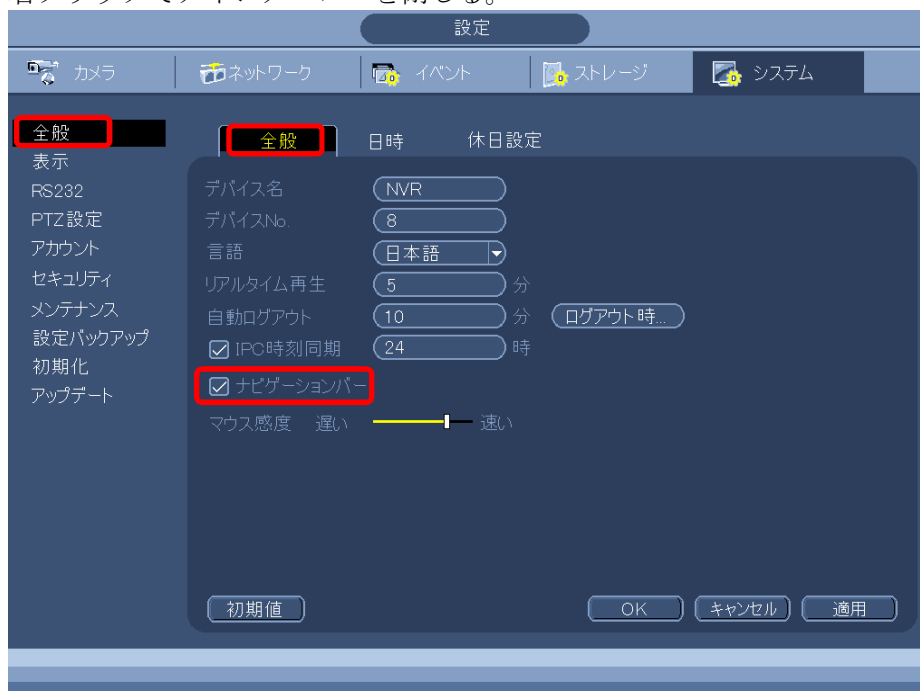 設定
カメラ ネットワーク イベント ストレージ システム
全般
表示
RS232
PTZ設定
アカウント
セキュリティ
メンテナンス
設定バックアップ
初期化
アップデート
全般 日時 休日設定
デバイス名 NVR
デバイスNo. 8
言語 日本語
リアルタイム再生 5 分
自動ログアウト 10 分 ログアウト時...
IPC時刻同期 24 時
ナビゲーションバー
マウス感度 遅い 速い
初期値 OK キャンセル 適用